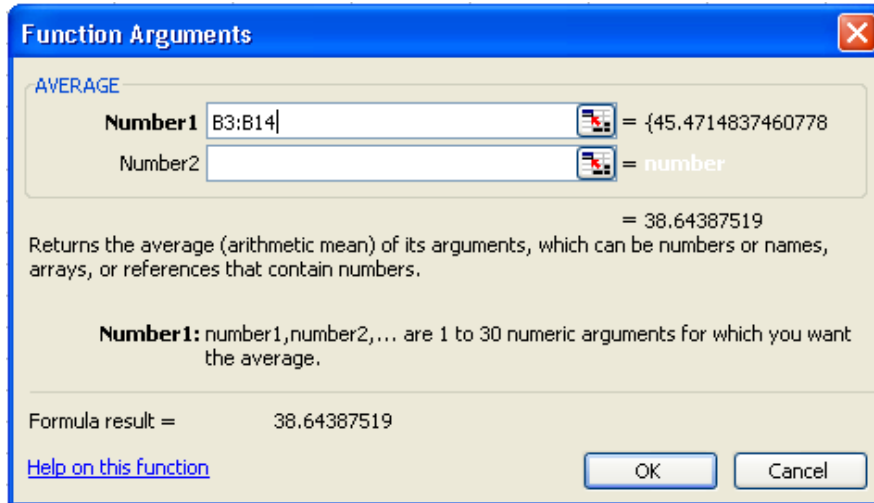 Function Arguments
AVERAGE
Number1 B3:B14 = {45.4714837460778
Number2 = number
= 38.64387519
Returns the average (arithmetic mean) of its arguments, which can be numbers or names,
arrays, or references that contain numbers.
Number1: number1,number2,... are 1 to 30 numeric arguments for which you want
the average.
Formula result = 38.64387519
Help on this function OK Cancel